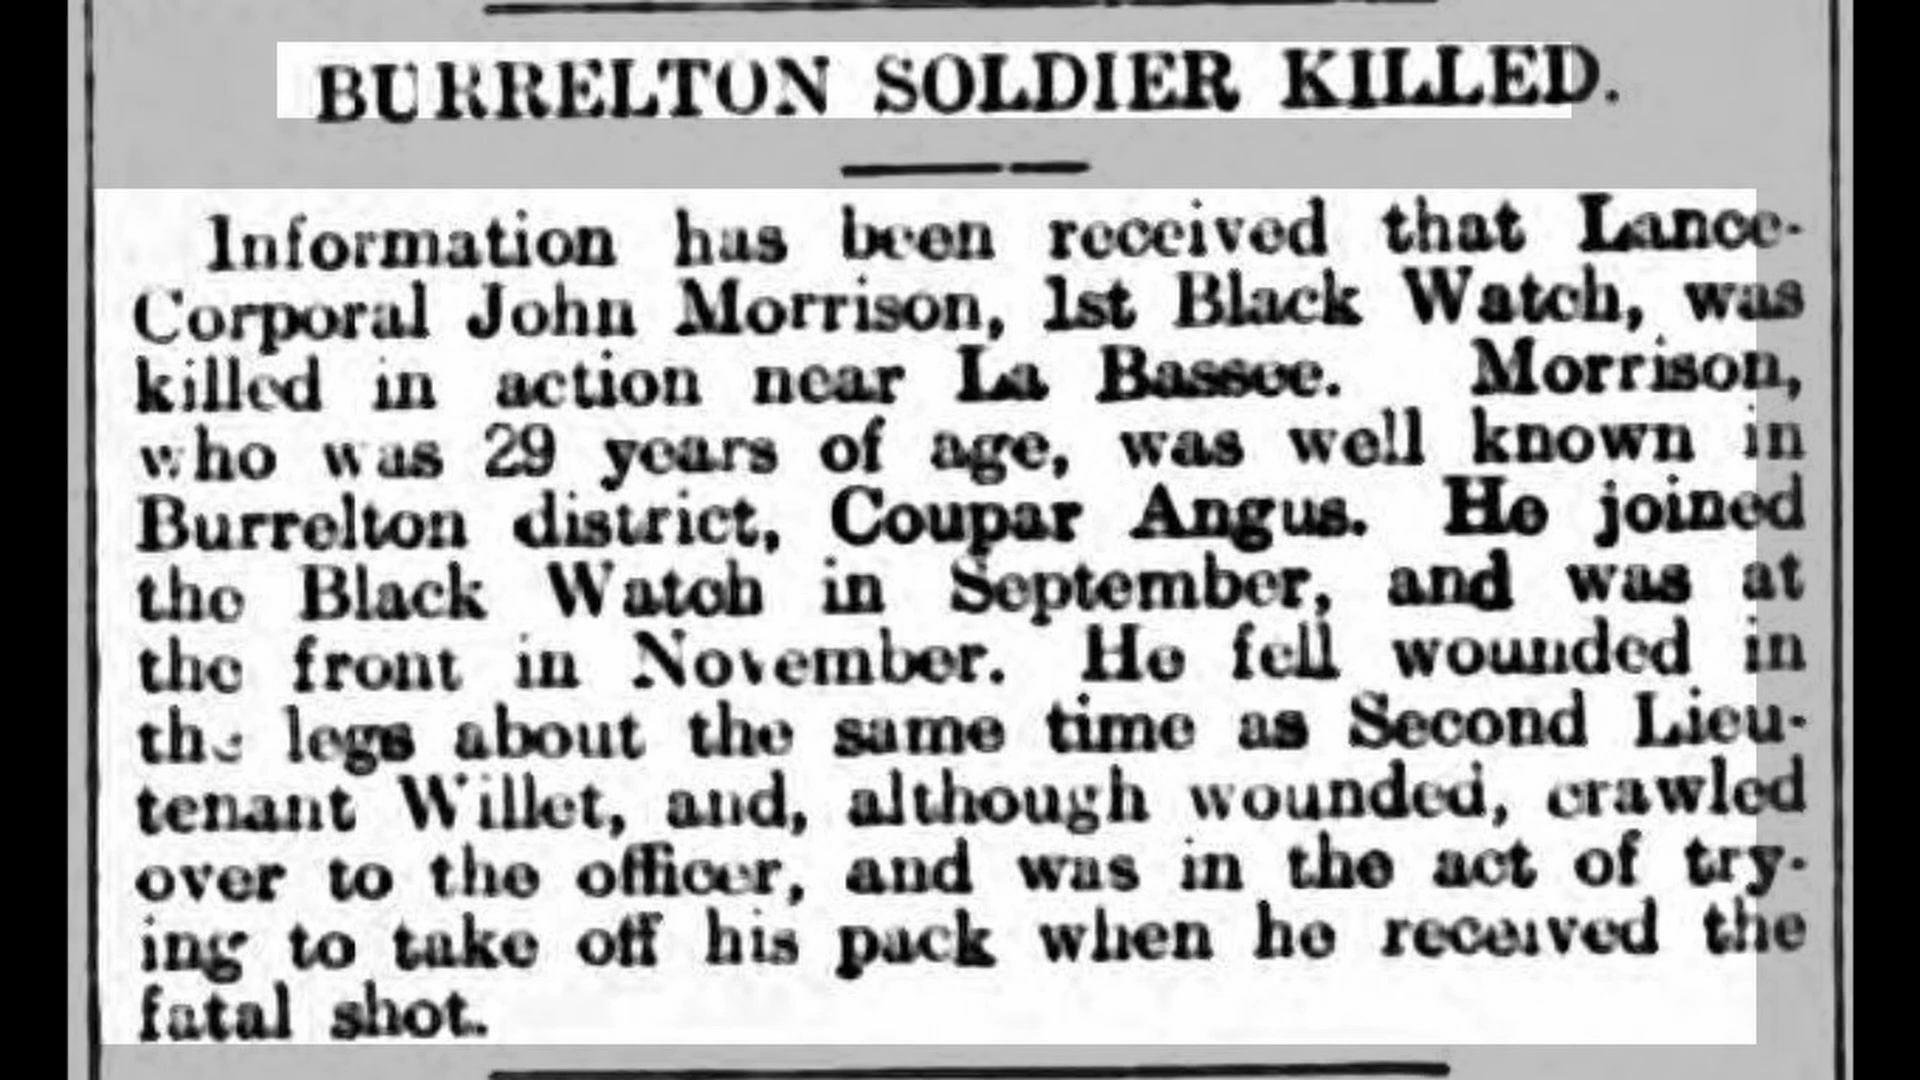 BURRELTON SOLDIER KILLED.
Information has been received that Lance-
Corporal John Morrison, 1st Black Watch, was
killed in action near La Bassee. Morrison,
who was 29 years of age, was well known in
Burrelton district, Coupar Angus. He joined
the Black Watch in September, and was at
the front in November. He fell wounded in
the legs about the same time as Second Lieu-
tenant Willet, and, although wounded, crawled
over to the officer, and was in the act of try-
ing to take off his pack when he received the
fatal shot.